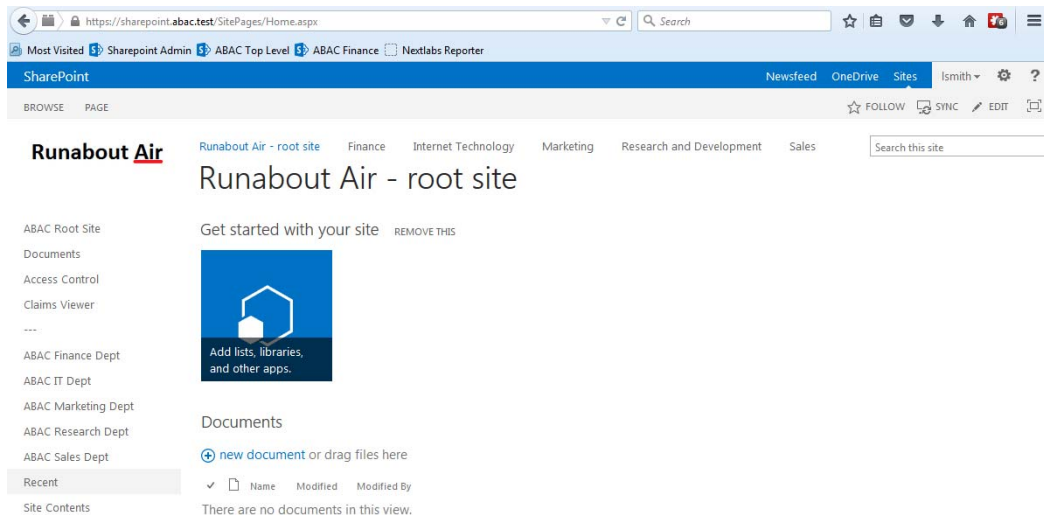 https://sharepoint.abac.test/SitePages/Home.aspx
Search
Most Visited Sharepoint Admin ABAC Top Level ABAC Finance Nextlabs Reporter
SharePoint
Newsfeed OneDrive Sites lsmith ?
BROWSE PAGE
FOLLOW SYNC EDIT
Runabout Air
Runabout Air - root site Finance Internet Technology Marketing Research and Development Sales
Search this site
Runabout Air - root site
ABAC Root Site
Documents
Access Control
Claims Viewer
---
ABAC Finance Dept
ABAC IT Dept
ABAC Marketing Dept
ABAC Research Dept
ABAC Sales Dept
Recent
Site Contents
Get started with your site REMOVE THIS
Add lists, libraries,
and other apps.
Documents
new document or drag files here
Name Modified Modified By
There are no documents in this view.